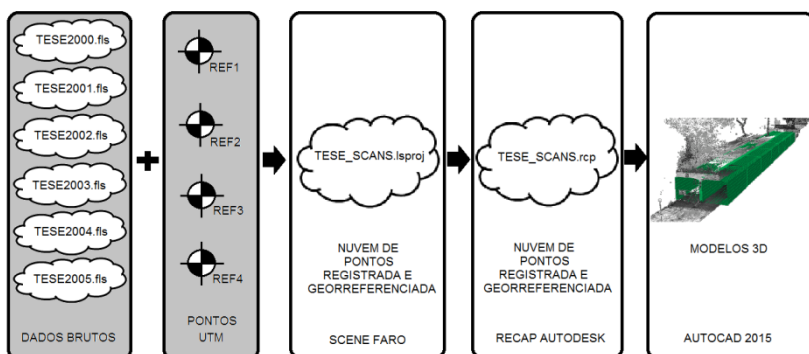 TESE2000.fls
TESE2001.fls
TESE2002.fls
TESE2003.fls
TESE2004.fls
TESE2005.fls
DADOS BRUTOS
REF1
REF2
REF3
REF4
PONTOS
UTM
TESE_SCANS.lsproj
NUVEM DE
PONTOS
REGISTRADA E
GEORREFERENCIADA
SCENE FARO
TESE_SCANS.rcp
NUVEM DE
PONTOS
REGISTRADA E
GEORREFERENCIADA
RECAP AUTODESK
MODELOS 3D
AUTOCAD 2015